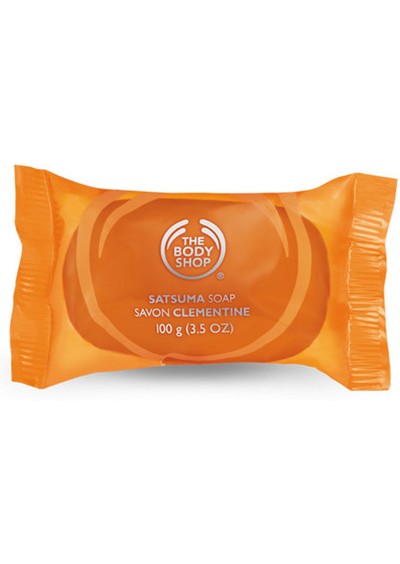 THE
BODY
SHOP®
SATSUMA SOAP
SAVON CLEMENTINE
100 g (3.5 OZ)